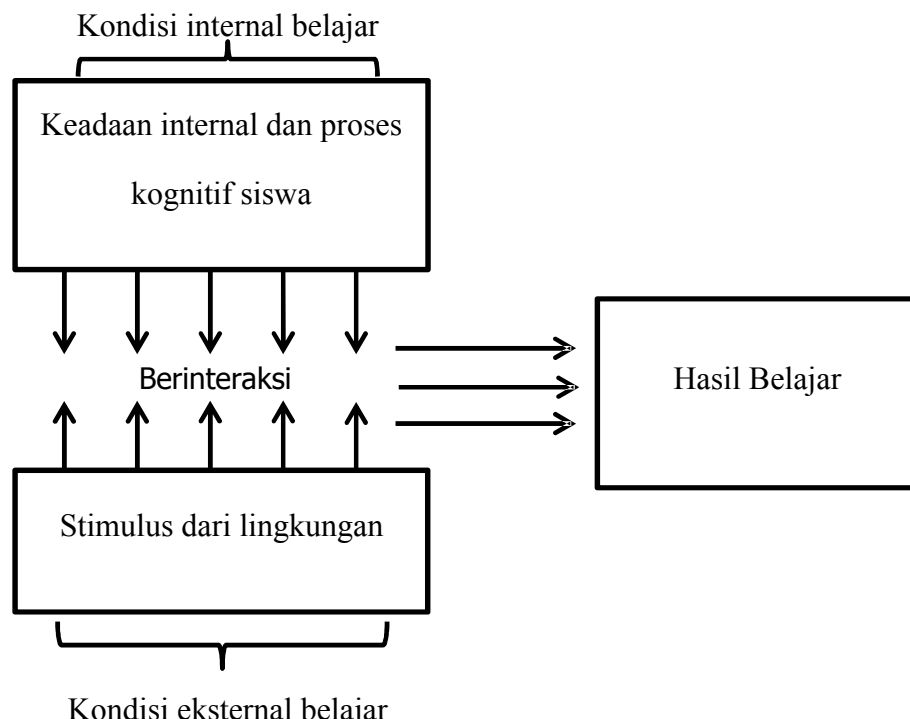 Kondisi internal belajar
Keadaan internal dan proses
kognitif siswa
Berinteraksi
Hasil Belajar
Stimulus dari lingkungan
Kondisi eksternal belajar